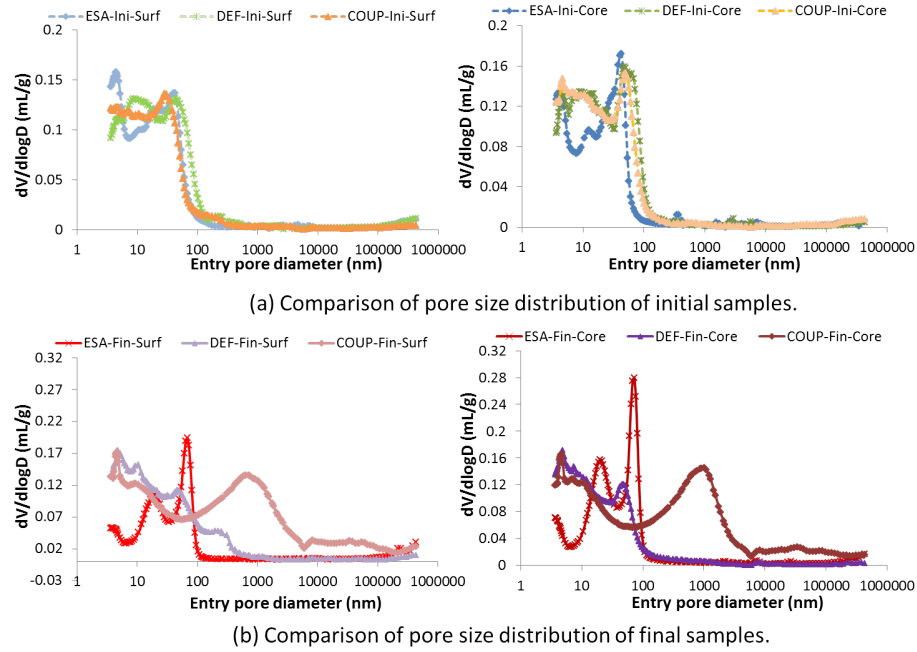 ESA-Ini-Surf DEF-Ini-Surf COUP-Ini-Surf
dV/dlogD (mL/g)
0.2
0.15
0.1
0.05
0
1 10 100 1000 10000 100000 1000000
Entry pore diameter (nm)
ESA-Ini-Core DEF-Ini-Core COUP-Ini-Core
dV/dlogD (mL/g)
0.2
0.16
0.12
0.08
0.04
0
1 10 100 1000 10000 100000 1000000
Entry pore diameter (nm)
(a) Comparison of pore size distribution of initial samples.
ESA-Fin-Surf DEF-Fin-Surf COUP-Fin-Surf
dV/dlogD (mL/g)
0.32
0.27
0.22
0.17
0.12
0.07
0.02
-0.03
1 10 100 1000 10000 100000 1000000
Entry pore diameter (nm)
ESA-Fin-Core DEF-Fin-Core COUP-Fin-Core
dV/dlogD (mL/g)
0.32
0.28
0.24
0.2
0.16
0.12
0.08
0.04
0
1 10 100 1000 10000 100000 1000000
Entry pore diameter (nm)
(b) Comparison of pore size distribution of final samples.